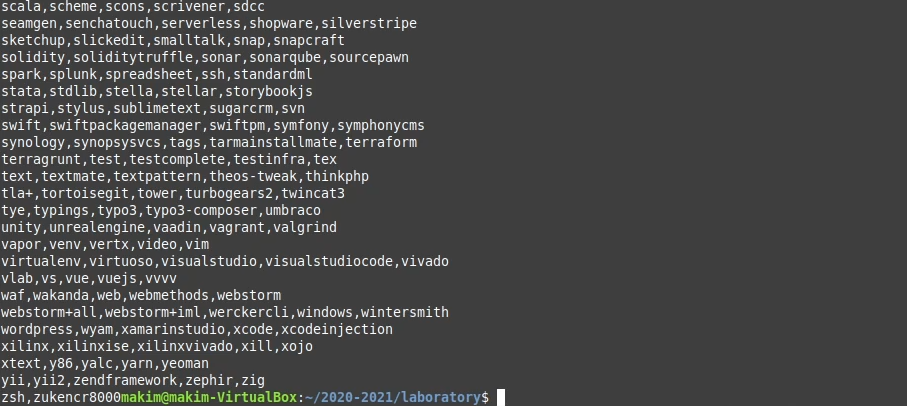 scala,scheme,scons,scrivener,sdcc
seamgen,senchatouch,serverless,shopware,silverstripe
sketchup,slickedit,smalltalk,snap,snapcraft
solidity,soliditytruffle,sonar,sonarqube,sourcepawn
spark,splunk,spreadsheet,ssh,standardml
stata,stdlib,stella,stellar,storybookjs
strapi,stylus,sublimetext,sugarcrm,svn
swift,swiftpackagemanager,swiftpm,symfony,symphonycms
synology,synopsysvcs,tags,tarmainstallmate,terraform
terragrunt,test,testcomplete,testinfra,tex
text,textmate,textpattern,theos-tweak,thinkphp
tla+,tortoisegit,tower,turbogears2,twincat3
tye,typings,typo3,typo3-composer,umbraco
unity,unrealengine,vaadin,vagrant,valgrind
vapor,venv,vertx,video,vim
virtualenv,virtuoso,visualstudio,visualstudiocode,vivado
vlab,vs,vue,vuejs,vvvv
waf,wakanda,web,webmethods,webstorm
webstorm+all,webstorm+iml,werckercli,windows,wintersmith
wordpress,wyam,xamarinstudio,xcode,xcodeinjection
xilinx,xilinxise,xilinxvivado,xill,xojo
xtext,y86,yalc,yarn,yeoman
yii,yii2,zendframework,zephir,zig
zsh,zukencr8000makim@makim-VirtualBox:~/2020-2021/laboratory$